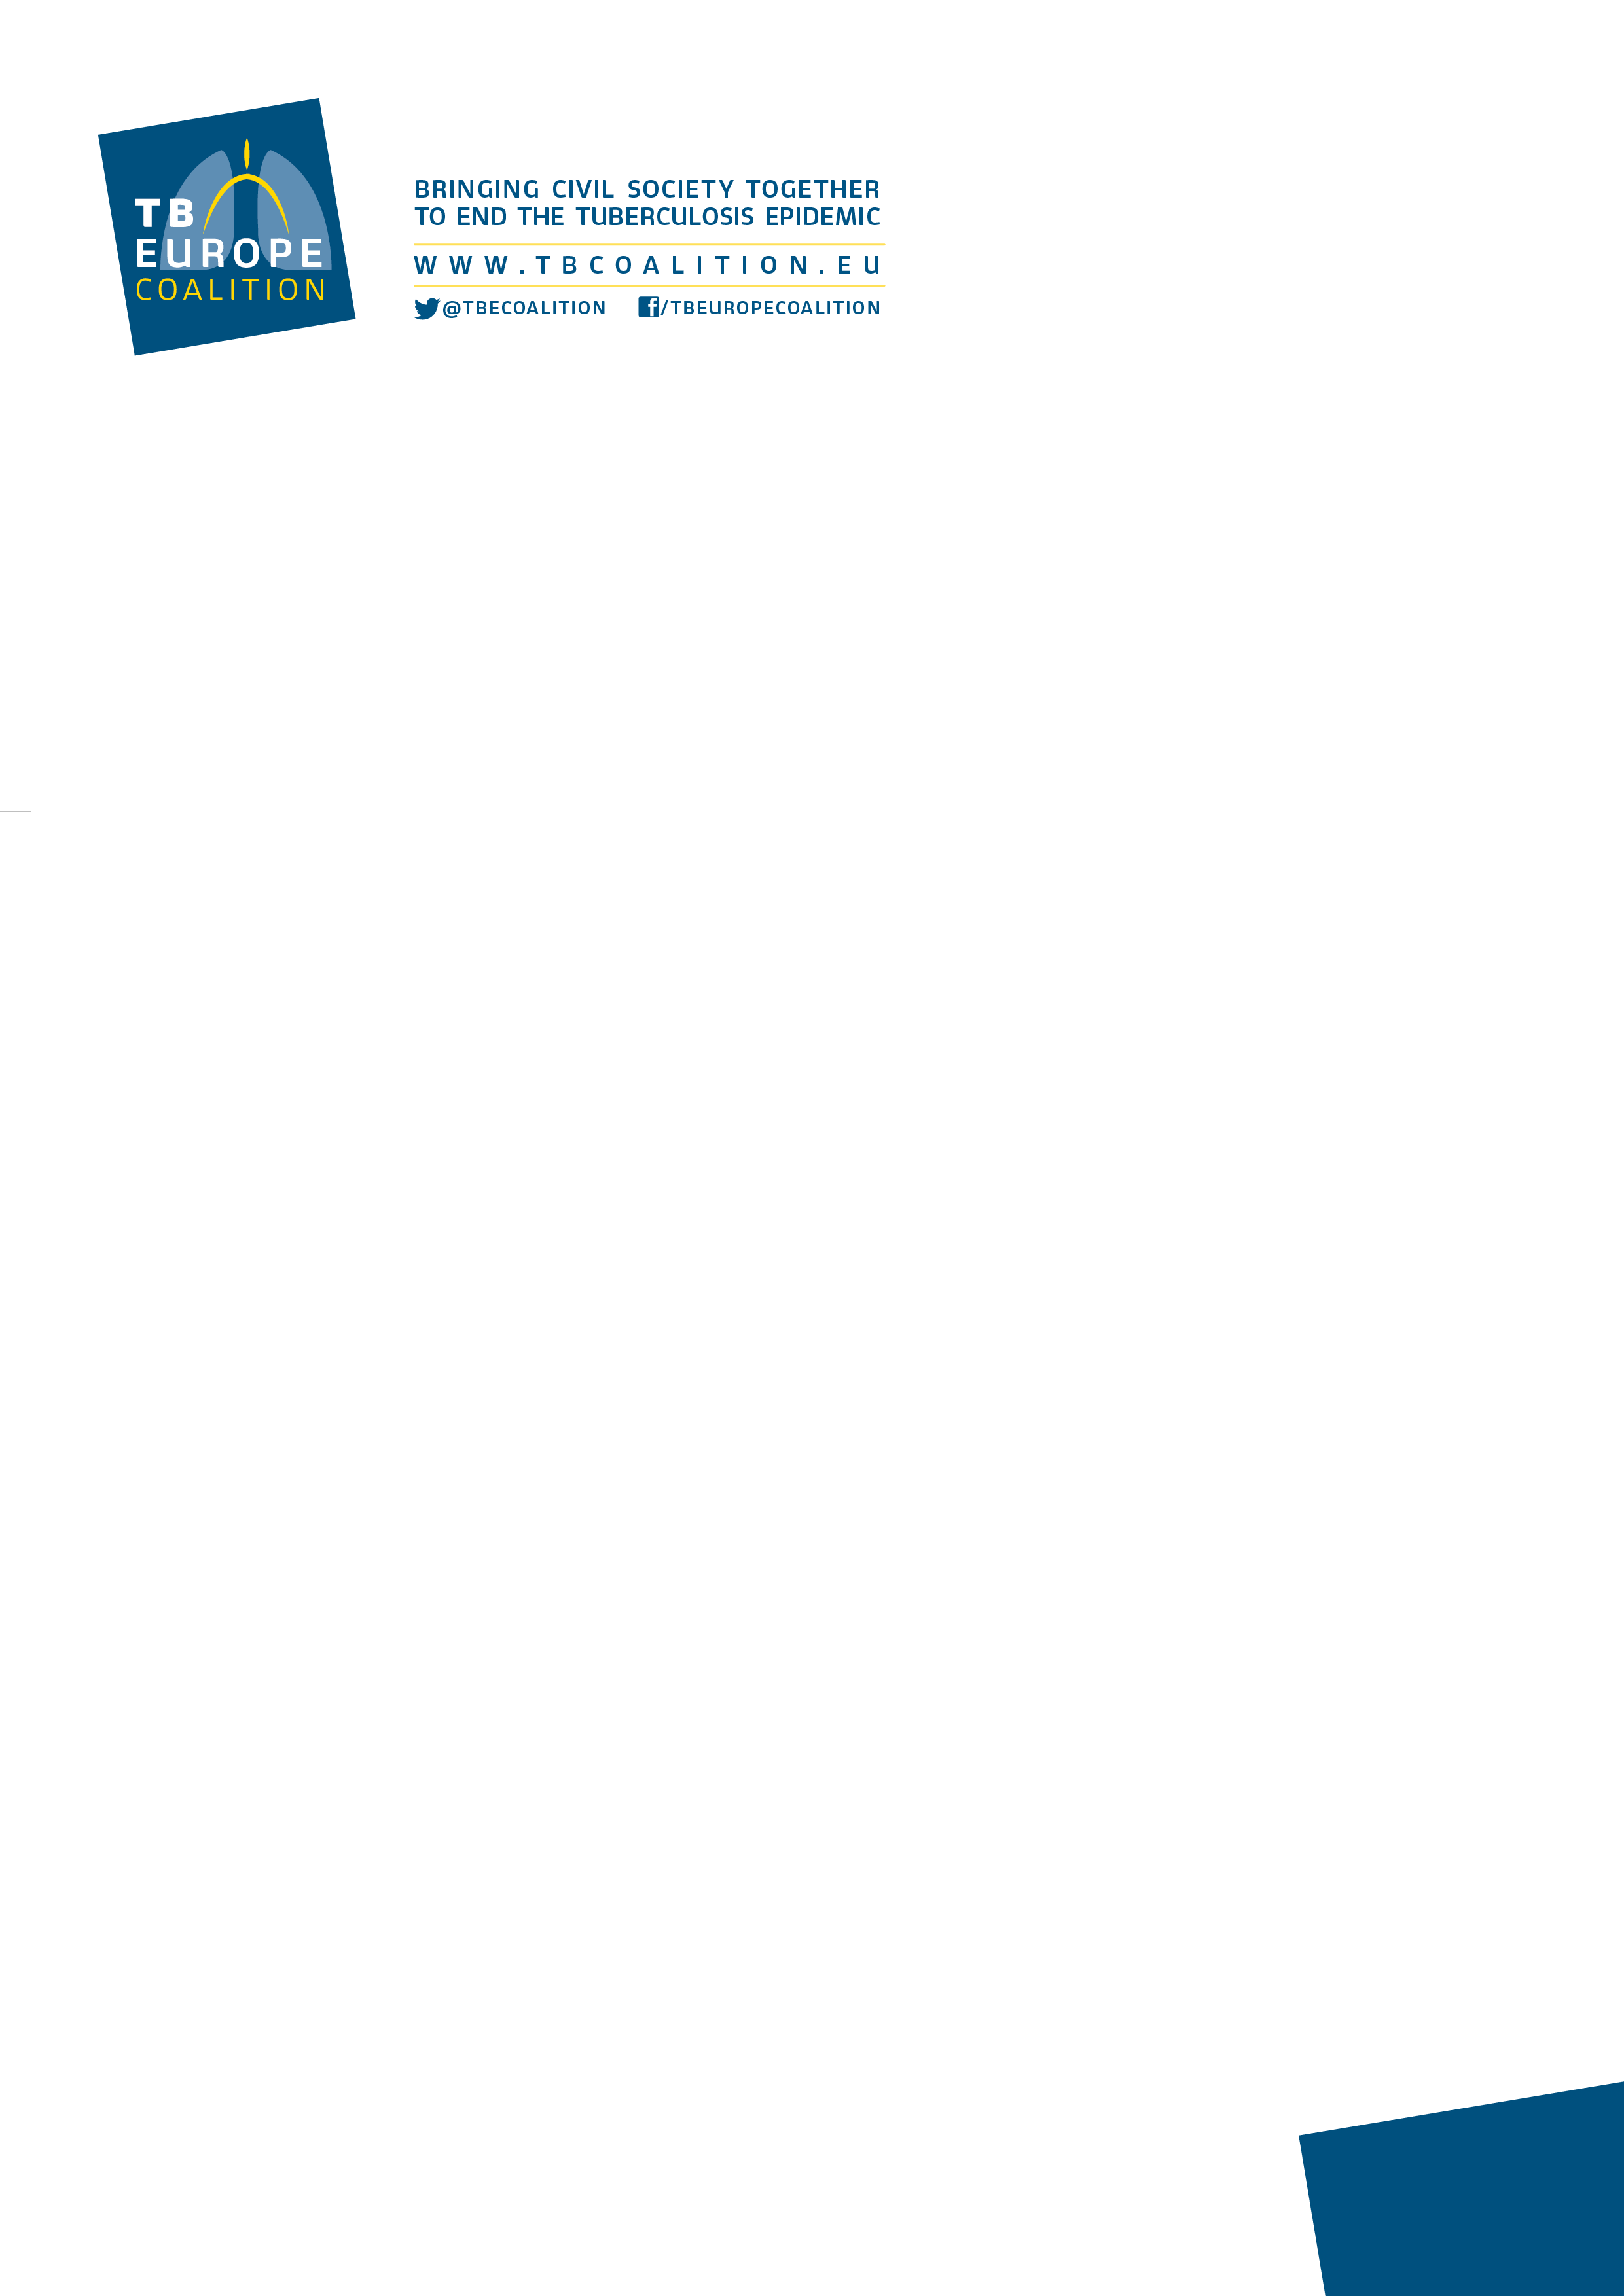 TB
EUROPE
COALITION
BRINGING CIVIL SOCIETY TOGETHER
TO END THE TUBERCULOSIS EPIDEMIC
WWW.TBCOALITION.EU
@TBECOALITION /TBEUROPECOALITION